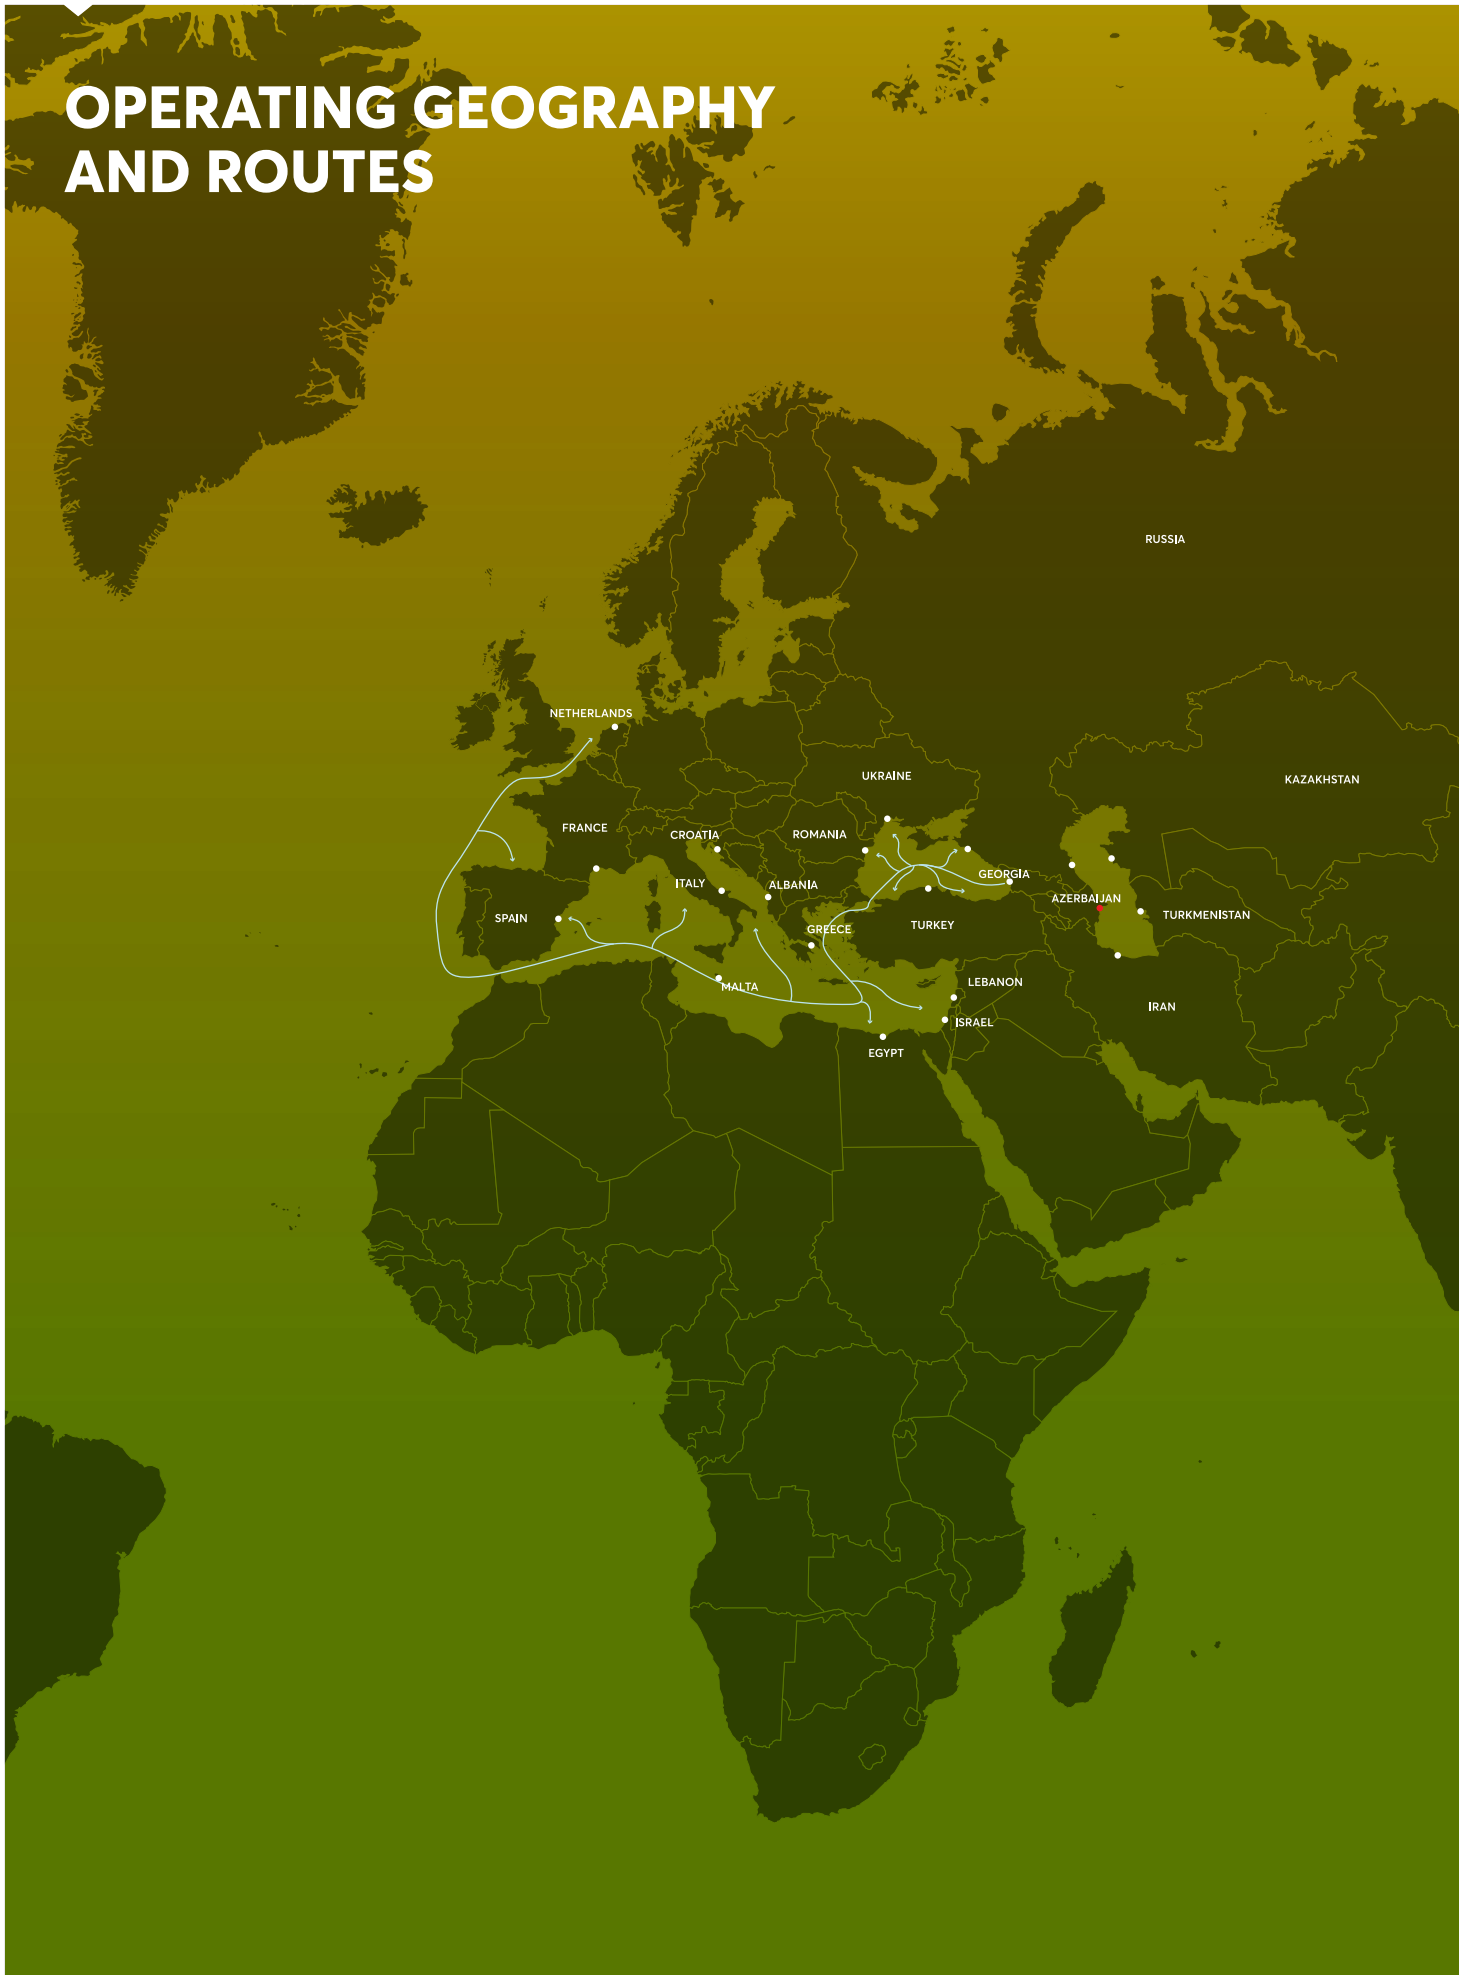 OPERATING GEOGRAPHY
AND ROUTES
RUSSIA
NETHERLANDS
UKRAINE
KAZAKHSTAN
FRANCE
CROATIA
ROMANIA
GEORGIA
ITALY
ALBANIA
AZERBAIJAN
SPAIN
TURKMENISTAN
GREECE
TURKEY
MALTA
LEBANON
IRAN
ISRAEL
EGYPT